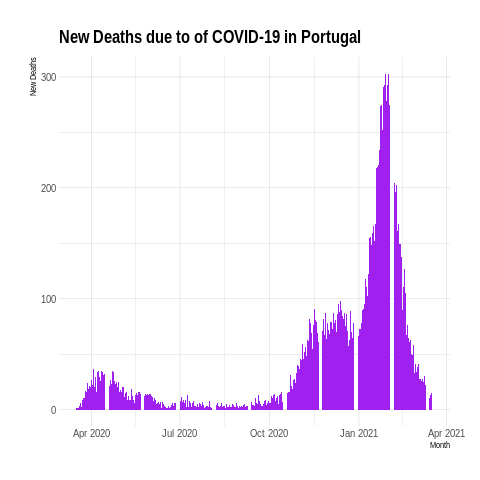 New Deaths due to of COVID-19 in Portugal
New Deaths
300
200
100
0
Apr 2020 Jul 2020 Oct 2020 Jan 2021 Apr 2021
Month